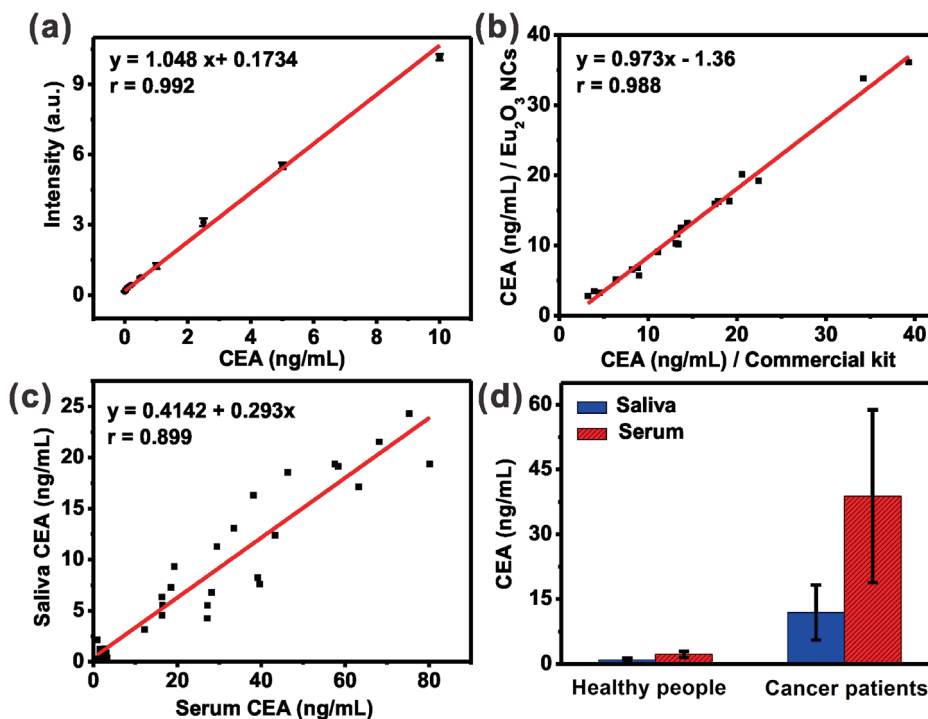 (a)
y = 1.048 x+ 0.1734
r = 0.992
Intensity (a.u.)
9
6
3
0
0 2 4 6 8 10
CEA (ng/mL)
(b)
y = 0.973x - 1.36
r = 0.988
CEA (ng/mL) / Eu₂O₃ NCs
40
30
20
10
0
0 10 20 30 40
CEA (ng/mL) / Commercial kit
(c)
y = 0.4142 + 0.293x
r = 0.899
Saliva CEA (ng/mL)
25
20
15
10
5
0
0 20 40 60 80
Serum CEA (ng/mL)
(d)
Saliva
Serum
CEA (ng/mL)
60
45
30
15
0
Healthy people Cancer patients